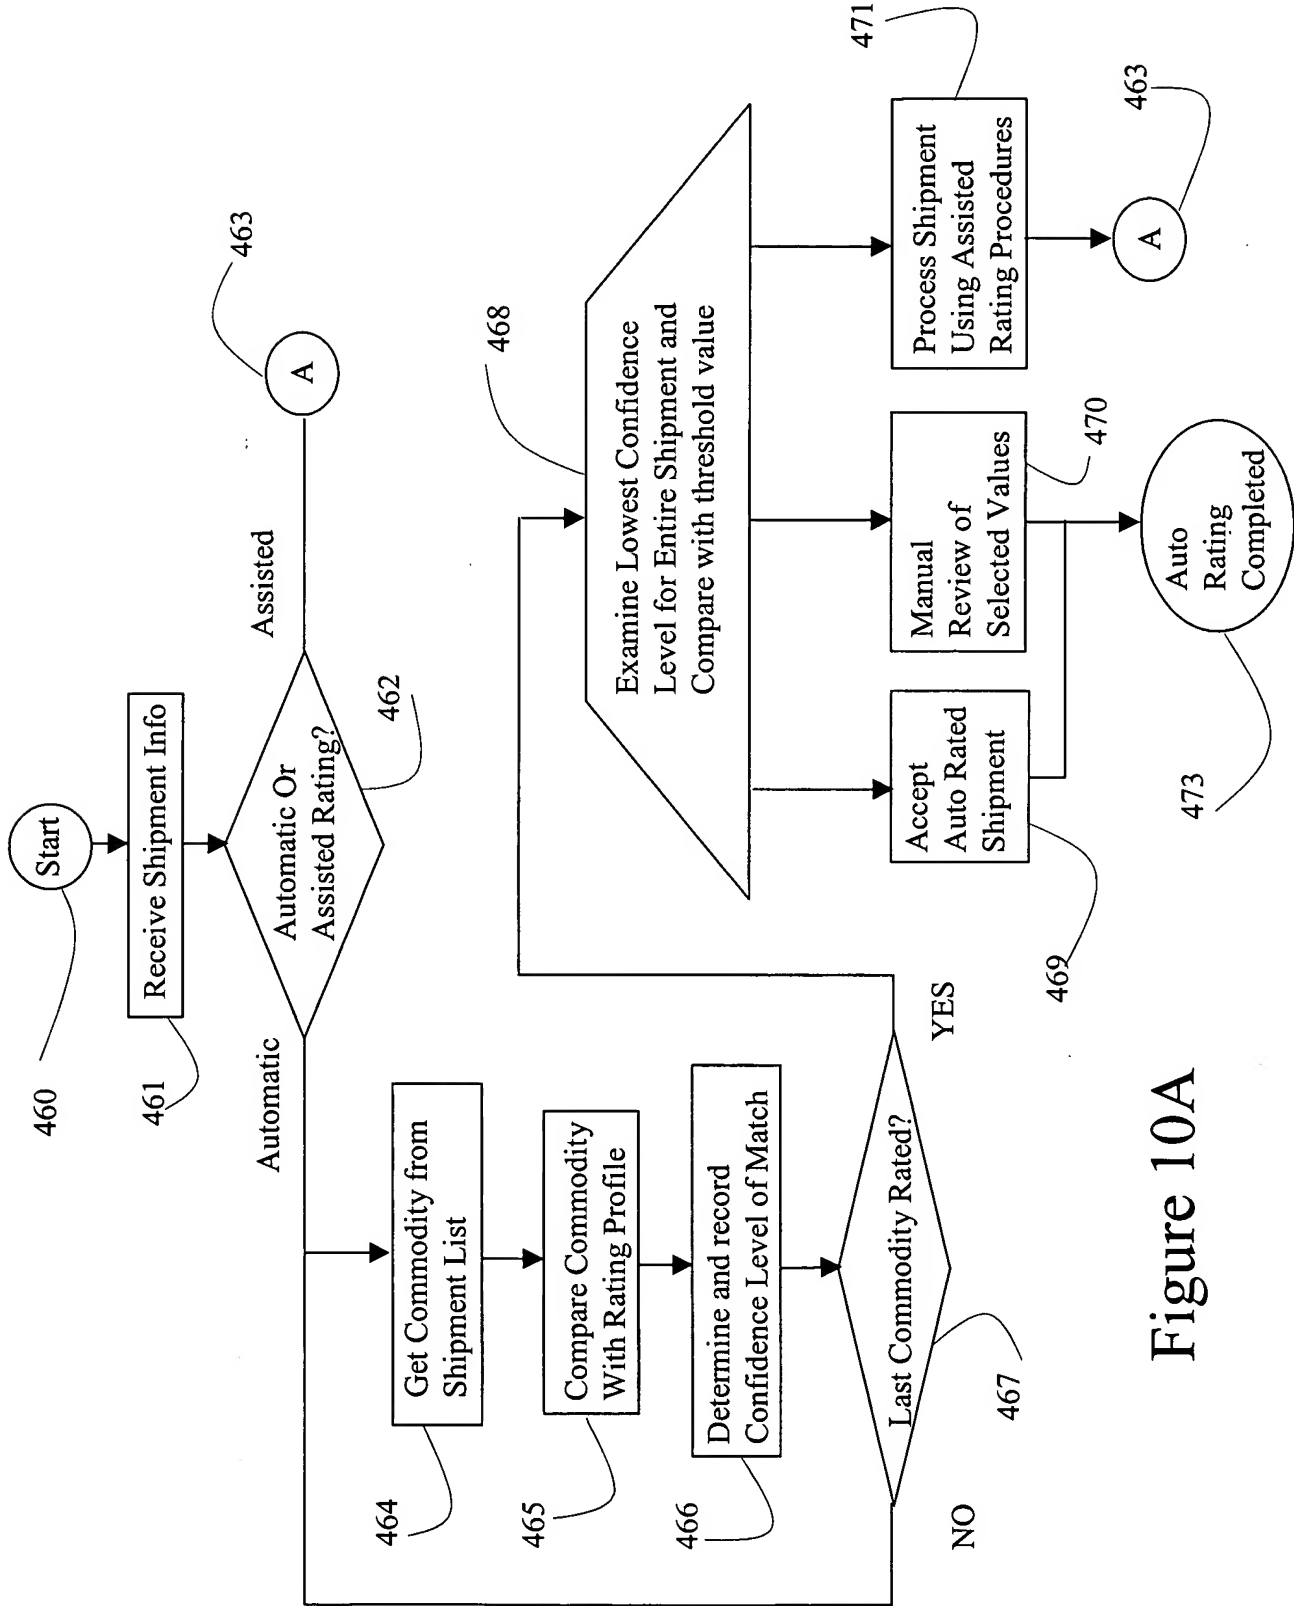 Start
460
Receive Shipment Info
461
Automatic Or
Assisted Rating?
462
Automatic
Assisted
A
463
Get Commodity from
Shipment List
464
Compare Commodity
With Rating Profile
465
Determine and record
Confidence Level of Match
466
Last Commodity Rated?
467
NO
YES
Examine Lowest Confidence
Level for Entire Shipment and
Compare with threshold value
468
Accept
Auto Rated
Shipment
469
Manual
Review of
Selected Values
470
Process Shipment
Using Assisted
Rating Procedures
471
A
463
Auto
Rating
Completed
473
Figure 10A